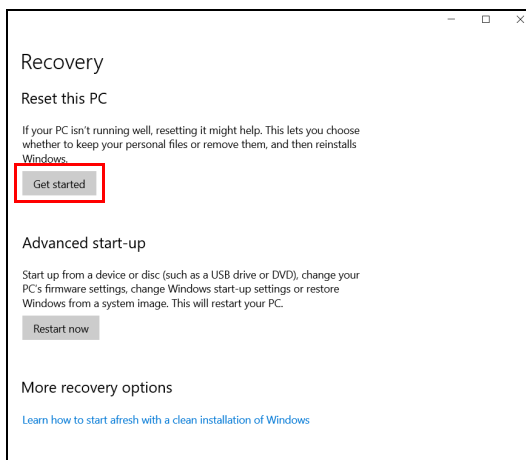 Recovery
Reset this PC
If your PC isn't running well, resetting it might help. This lets you choose
whether to keep your personal files or remove them, and then reinstalls
Windows.
Get started
Advanced start-up
Start up from a device or disc (such as a USB drive or DVD), change your
PC's firmware settings, change Windows start-up settings or restore
Windows from a system image. This will restart your PC.
Restart now
More recovery options
Learn how to start afresh with a clean installation of Windows